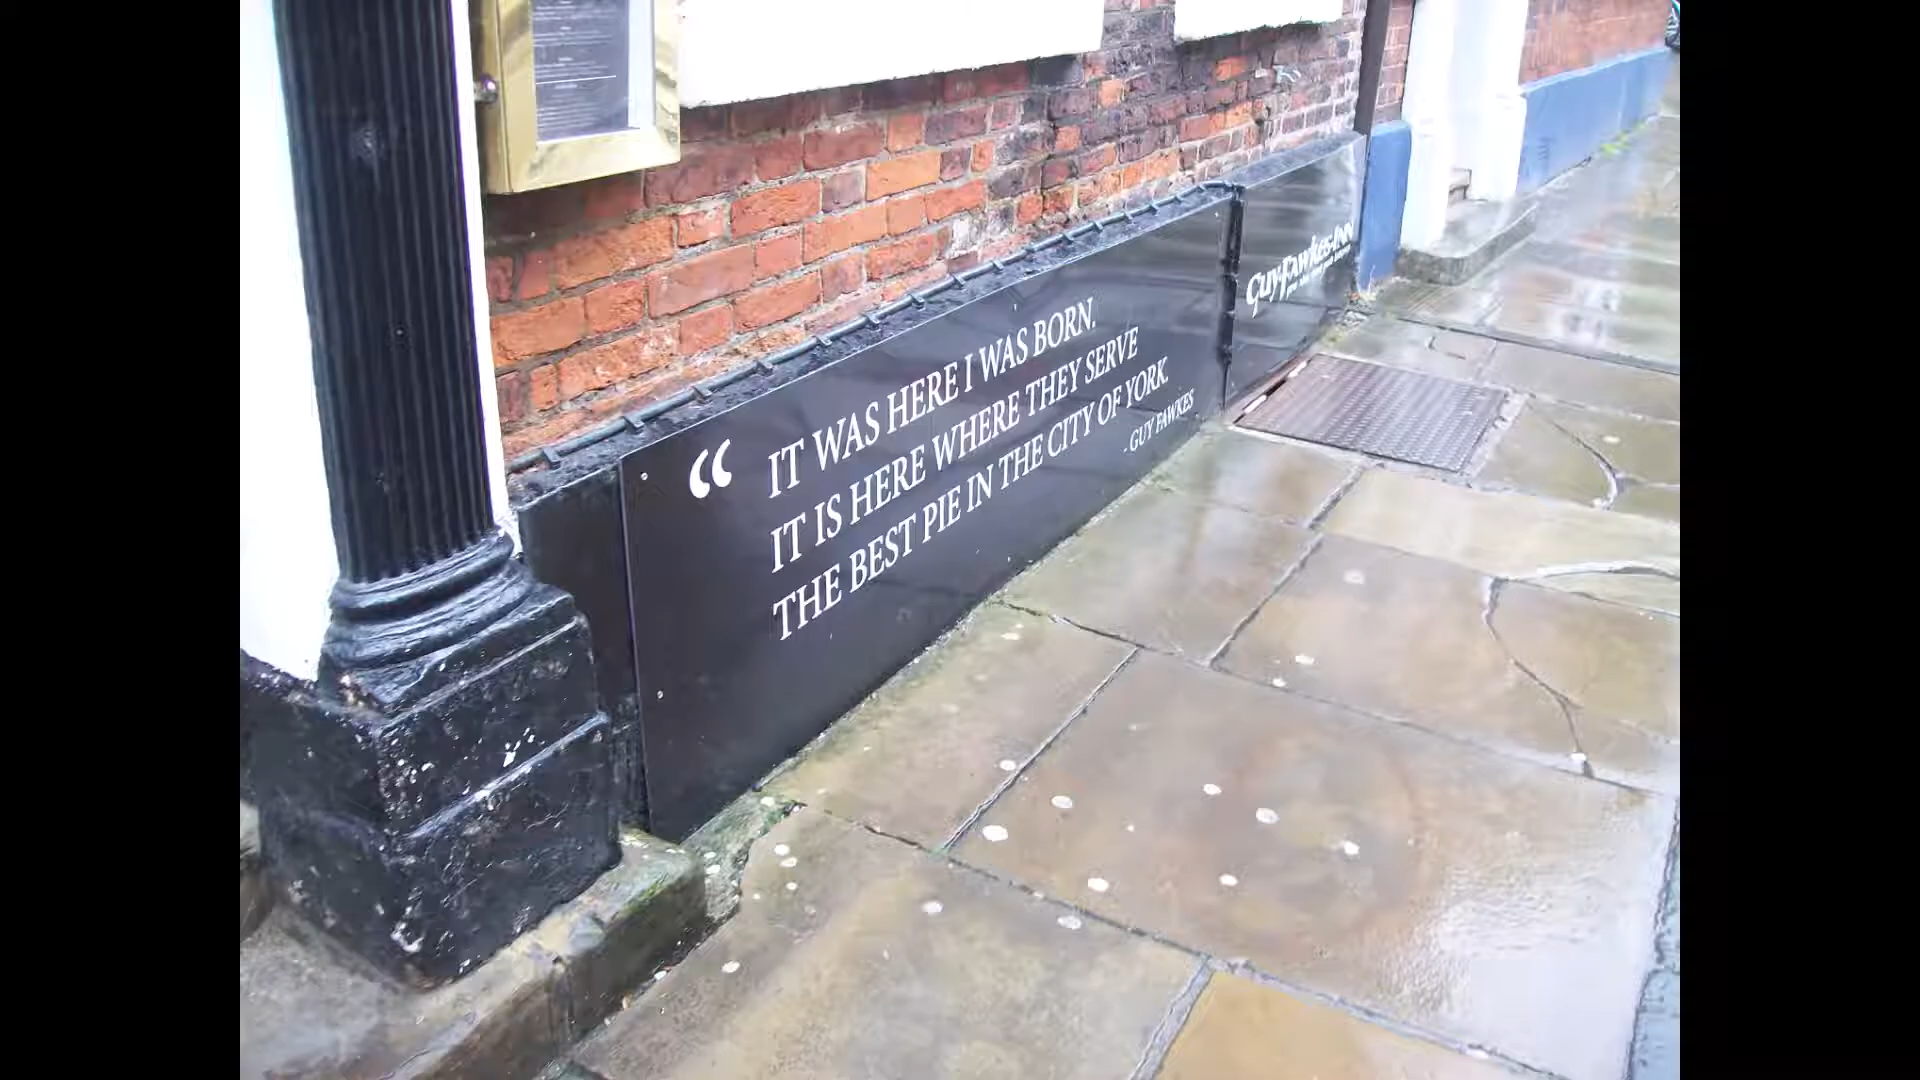 “ IT WAS HERE I WAS BORN.
IT IS HERE WHERE THEY SERVE
THE BEST PIE IN THE CITY OF YORK.
- GUY FAWKES
Guy Fawkes Inn